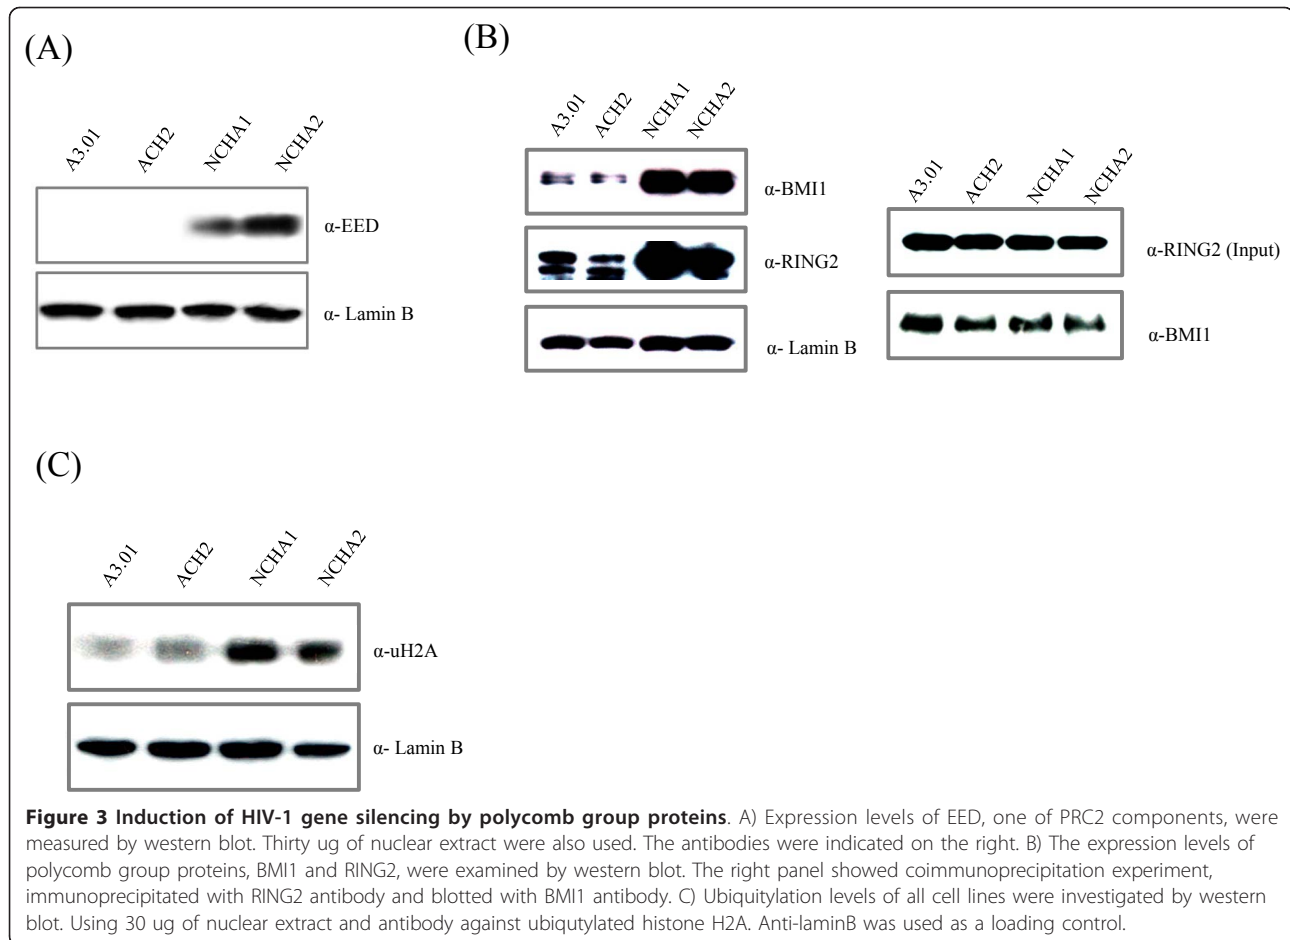 (A)
A3.01 ACH2 NCHA1 NCHA2
α-EED
α- Lamin B
(B)
A3.01 ACH2 NCHA1 NCHA2
α-BMI1
α-RING2
α- Lamin B
A3.01 ACH2 NCHA1 NCHA2
α-RING2 (Input)
α-BMI1
(C)
A3.01 ACH2 NCHA1 NCHA2
α-uH2A
α- Lamin B
Figure 3 Induction of HIV-1 gene silencing by polycomb group proteins. A) Expression levels of EED, one of PRC2 components, were
measured by western blot. Thirty ug of nuclear extract were also used. The antibodies were indicated on the right. B) The expression levels of
polycomb group proteins, BMI1 and RING2, were examined by western blot. The right panel showed coimmunoprecipitation experiment,
immunoprecipitated with RING2 antibody and blotted with BMI1 antibody. C) Ubiquitylation levels of all cell lines were investigated by western
blot. Using 30 ug of nuclear extract and antibody against ubiqutylated histone H2A. Anti-laminB was used as a loading control.